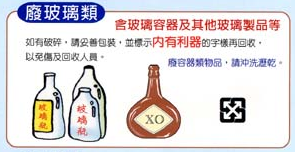 廢玻璃類
含玻璃容器及其他玻璃製品等
如有破碎，請妥善包裝，並標示內有利器的字樣再回收，
以免傷及回收人員。
廢容器類物品，請沖洗瀝乾。
玻璃瓶
玻璃瓶
XO